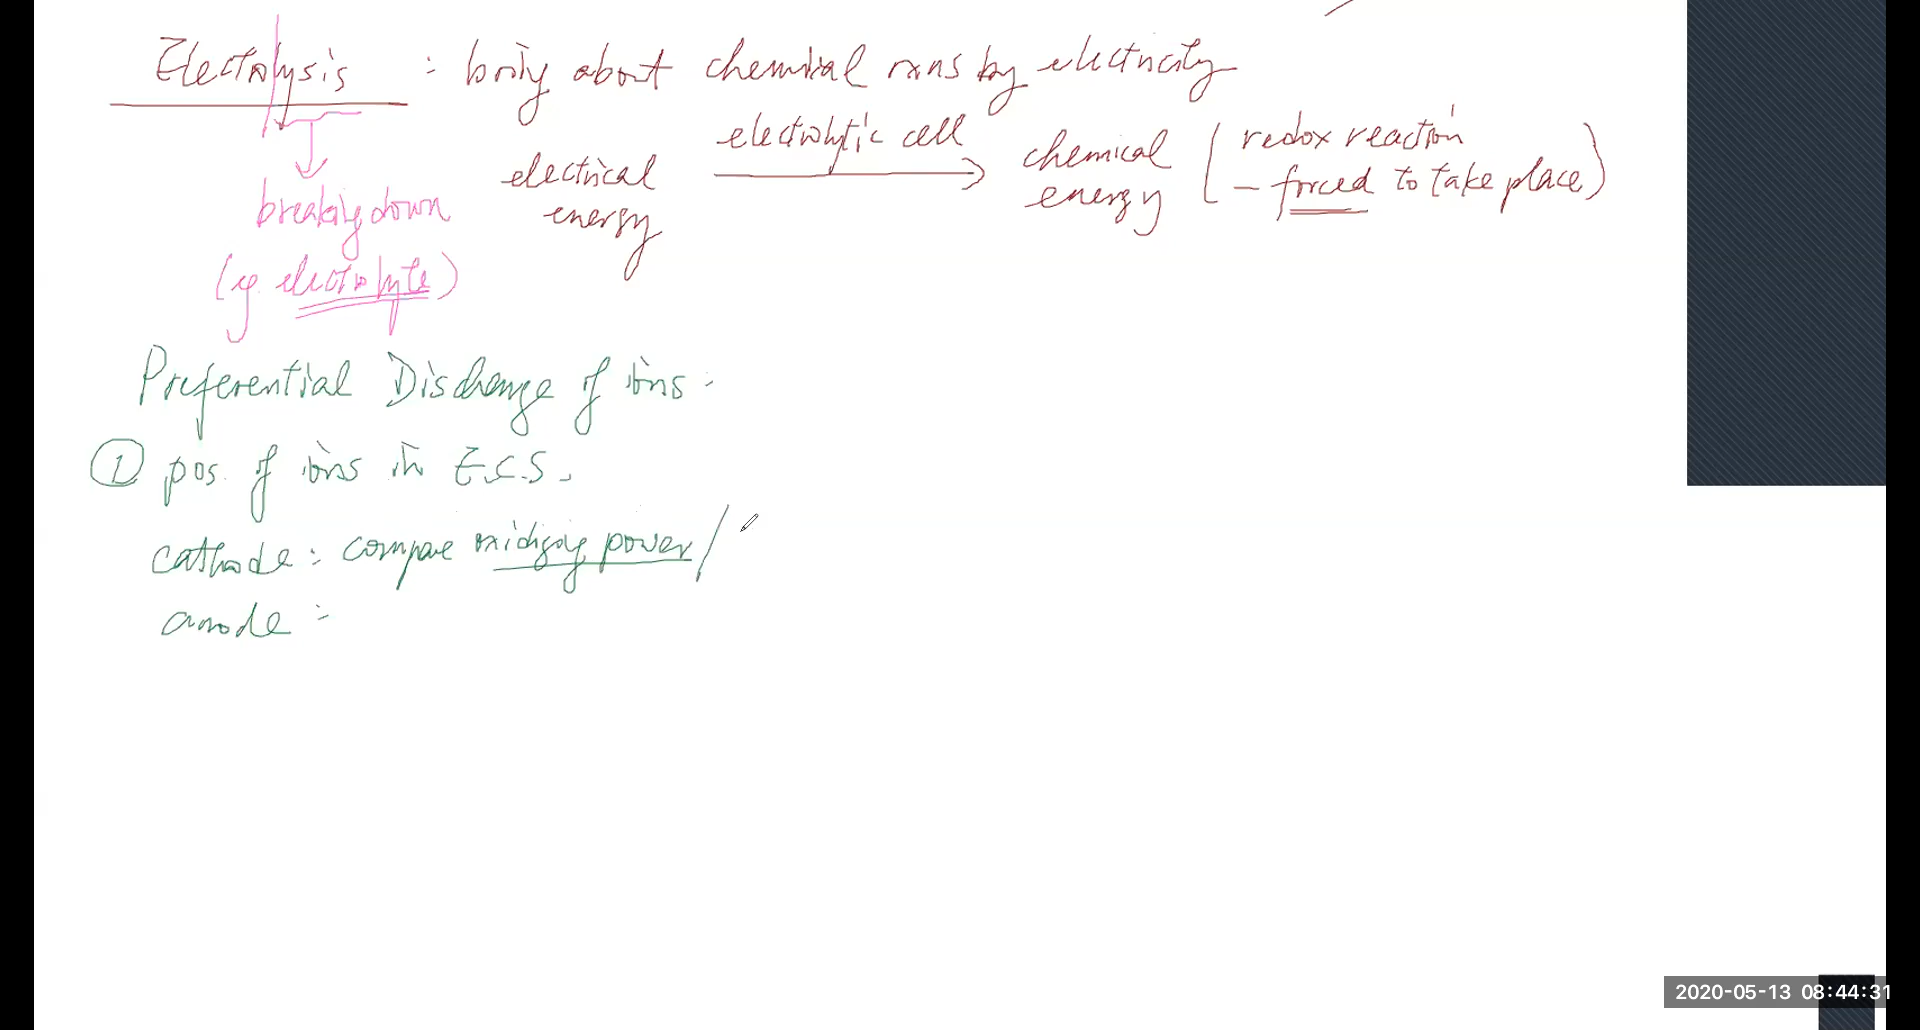 Electrolysis : bring about chemical rxns by electricity
electrical energy
electrolytic cell
chemical energy
( redox reaction
– forced to take place )
breaking down
(eg. electrolyte)
Preferential Discharge of ions :
① pos. of ions in E.C.S.
cathode : compare oxidizing power /
anode :
2020-05-13 08:44:31